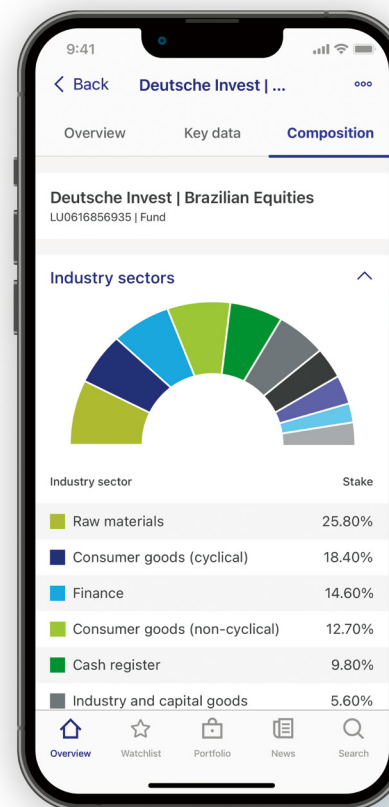 9:41
Back
Deutsche Invest | ...
Overview
Key data
Composition
Deutsche Invest | Brazilian Equities
LU0616856935 | Fund
Industry sectors
Industry sector
Stake
Raw materials
25.80%
Consumer goods (cyclical)
18.40%
Finance
14.60%
Consumer goods (non-cyclical)
12.70%
Cash register
9.80%
Industry and capital goods
5.60%
Overview
Watchlist
Portfolio
News
Search